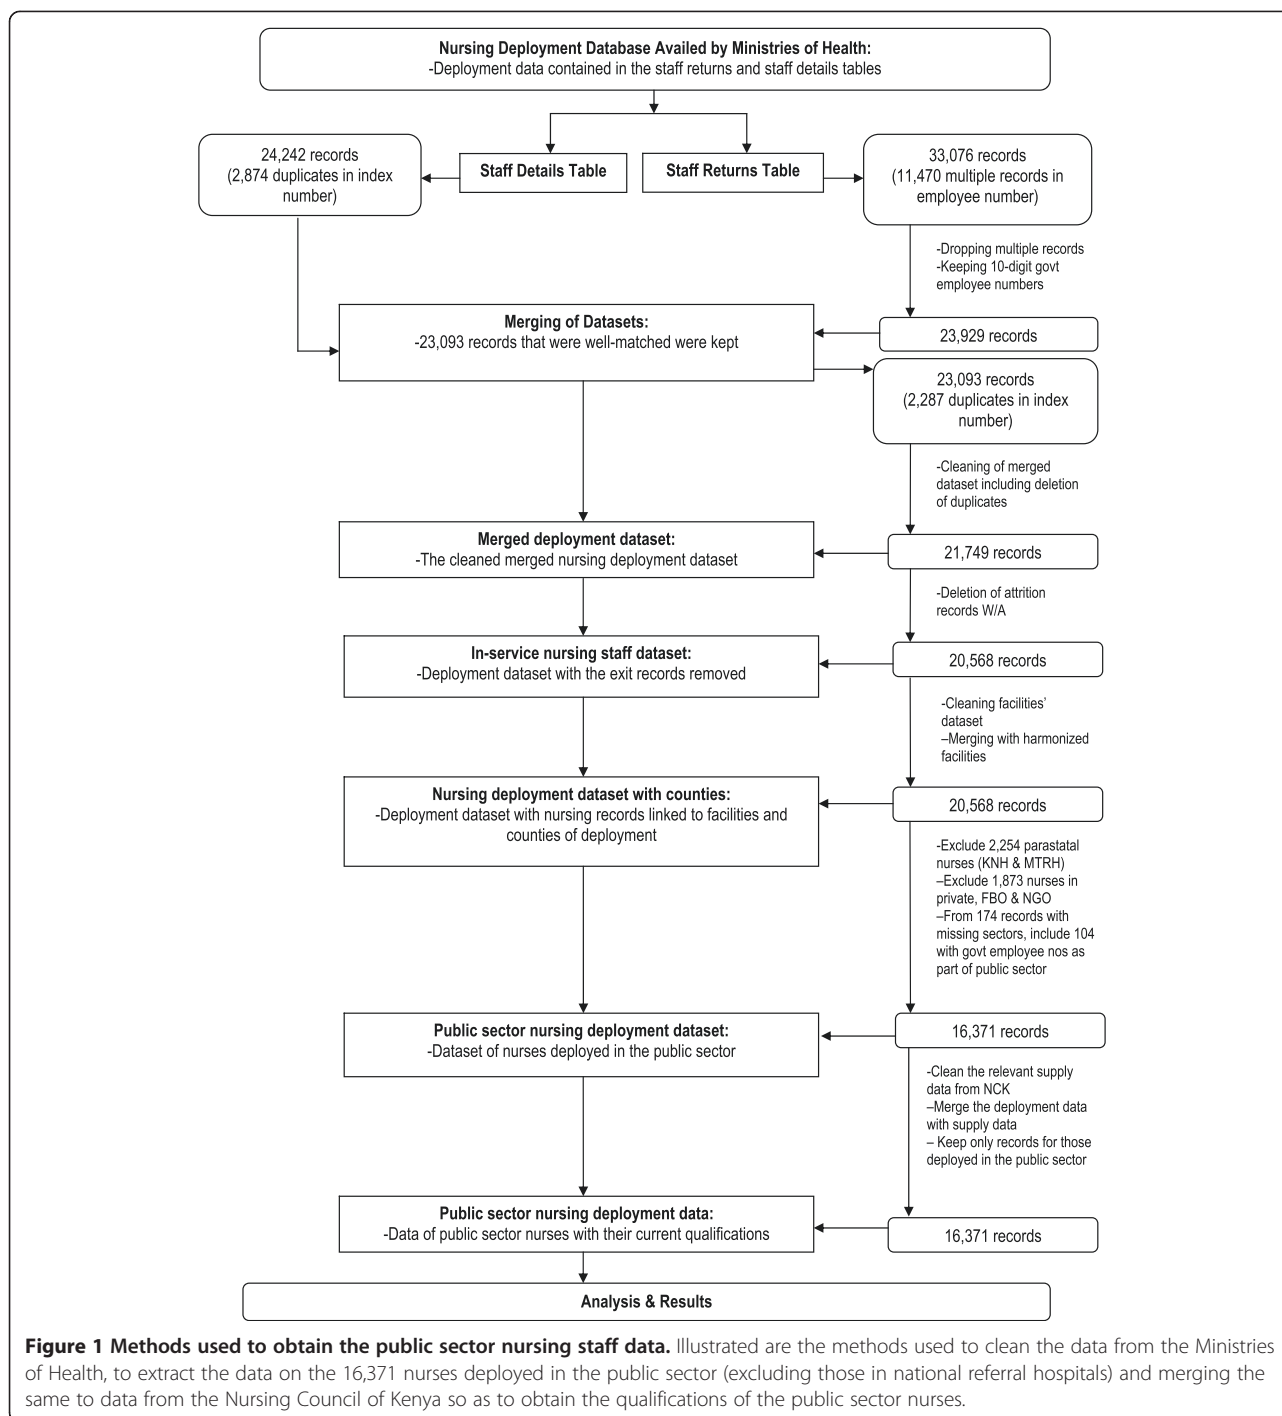 Nursing Deployment Database Availed by Ministries of Health:
-Deployment data contained in the staff returns and staff details tables
24,242 records
(2,874 duplicates in index
number)
Staff Details Table
Staff Returns Table
33,076 records
(11,470 multiple records in
employee number)
-Dropping multiple records
-Keeping 10-digit govt
employee numbers
Merging of Datasets:
-23,093 records that were well-matched were kept
23,929 records
23,093 records
(2,287 duplicates in index
number)
-Cleaning of merged
dataset including deletion
of duplicates
Merged deployment dataset:
-The cleaned merged nursing deployment dataset
21,749 records
-Deletion of attrition
records W/A
In-service nursing staff dataset:
-Deployment dataset with the exit records removed
20,568 records
-Cleaning facilities'
dataset
–Merging with harmonized
facilities
Nursing deployment dataset with counties:
-Deployment dataset with nursing records linked to facilities and
counties of deployment
20,568 records
-Exclude 2,254 parastatal
nurses (KNH & MTRH)
–Exclude 1,873 nurses in
private, FBO & NGO
–From 174 records with
missing sectors, include 104
with govt employee nos as
part of public sector
Public sector nursing deployment dataset:
-Dataset of nurses deployed in the public sector
16,371 records
-Clean the relevant supply
data from NCK
–Merge the deployment data
with supply data
– Keep only records for those
deployed in the public sector
Public sector nursing deployment data:
-Data of public sector nurses with their current qualifications
16,371 records
Analysis & Results
Figure 1 Methods used to obtain the public sector nursing staff data. Illustrated are the methods used to clean the data from the Ministries
of Health, to extract the data on the 16,371 nurses deployed in the public sector (excluding those in national referral hospitals) and merging the
same to data from the Nursing Council of Kenya so as to obtain the qualifications of the public sector nurses.